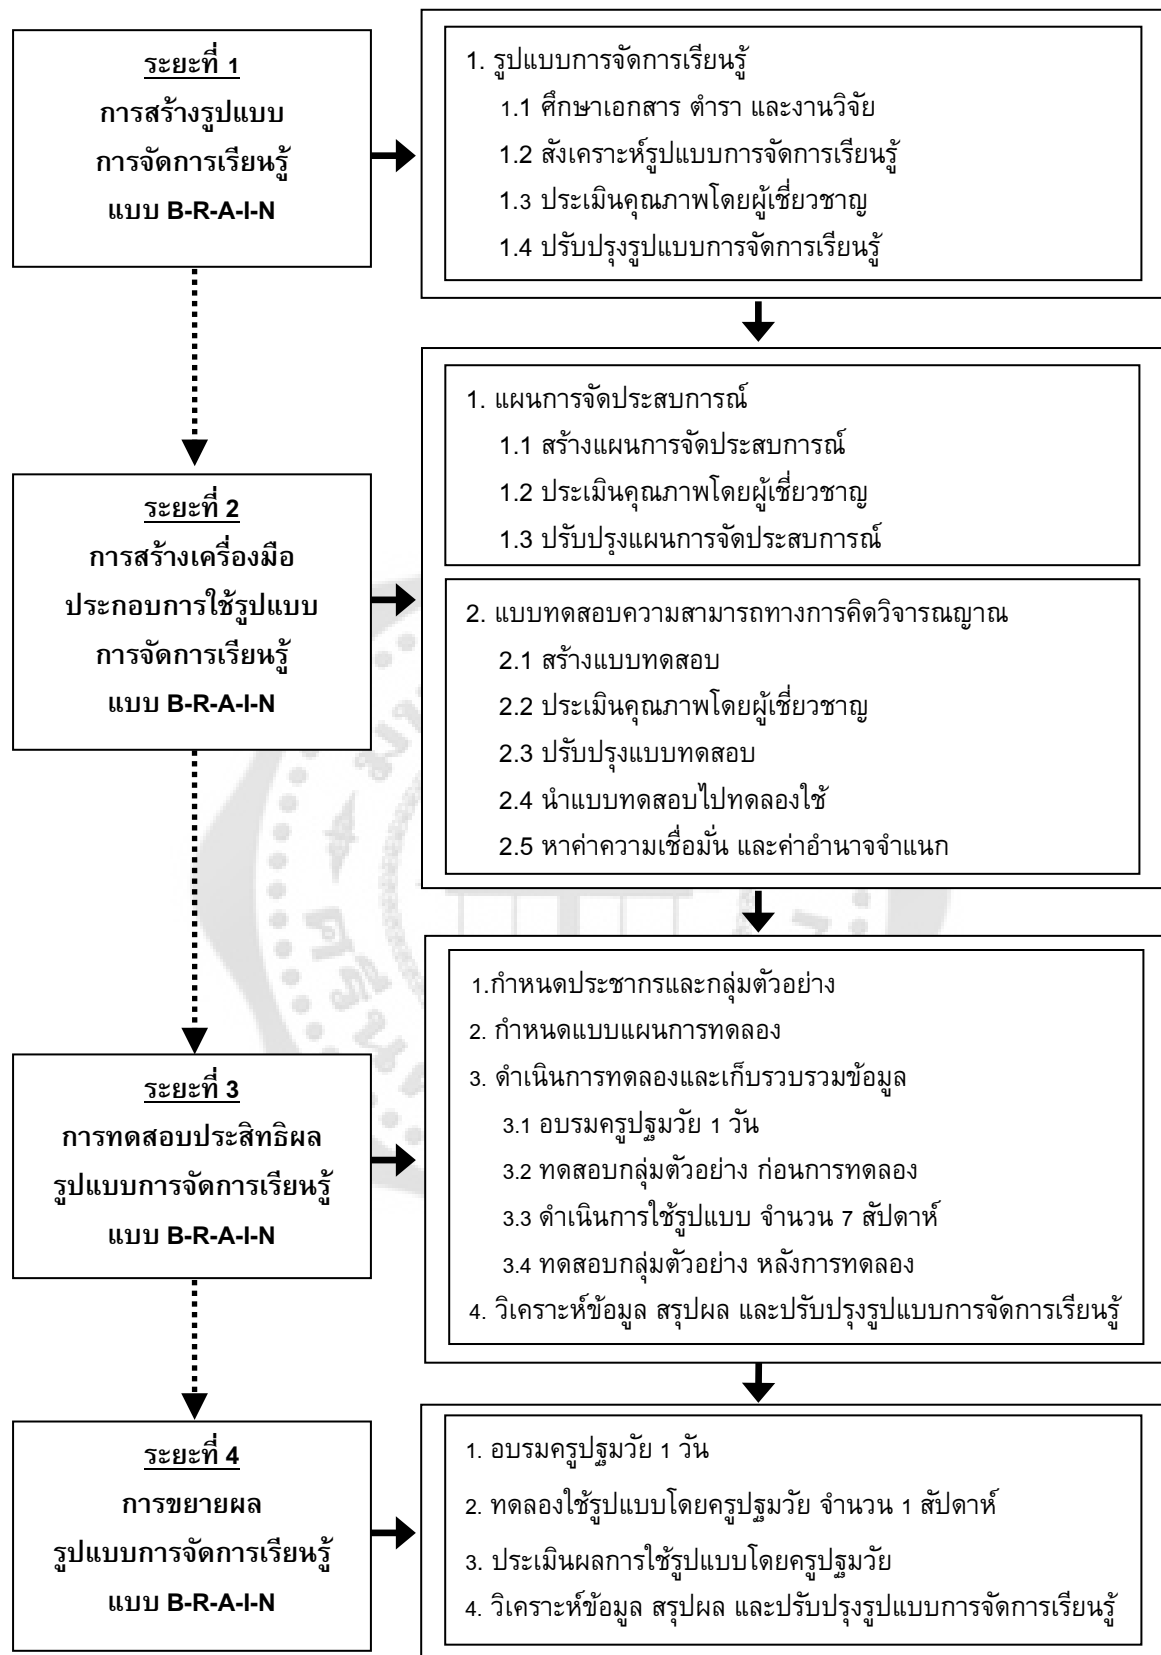 ระยะที่ 1
การสร้างรูปแบบ
การจัดการเรียนรู้
แบบ B-R-A-I-N
1. รูปแบบการจัดการเรียนรู้
1.1 ศึกษาเอกสาร ตำรา และงานวิจัย
1.2 สังเคราะห์รูปแบบการจัดการเรียนรู้
1.3 ประเมินคุณภาพโดยผู้เชี่ยวชาญ
1.4 ปรับปรุงรูปแบบการจัดการเรียนรู้
ระยะที่ 2
การสร้างเครื่องมือ
ประกอบการใช้รูปแบบ
การจัดการเรียนรู้
แบบ B-R-A-I-N
1. แผนการจัดประสบการณ์
1.1 สร้างแผนการจัดประสบการณ์
1.2 ประเมินคุณภาพโดยผู้เชี่ยวชาญ
1.3 ปรับปรุงแผนการจัดประสบการณ์
2. แบบทดสอบความสามารถทางการคิดวิจารณญาณ
2.1 สร้างแบบทดสอบ
2.2 ประเมินคุณภาพโดยผู้เชี่ยวชาญ
2.3 ปรับปรุงแบบทดสอบ
2.4 นำแบบทดสอบไปทดลองใช้
2.5 หาค่าความเชื่อมั่น และค่าอำนาจจำแนก
ระยะที่ 3
การทดสอบประสิทธิผล
รูปแบบการจัดการเรียนรู้
แบบ B-R-A-I-N
1.กำหนดประชากรและกลุ่มตัวอย่าง
2. กำหนดแบบแผนการทดลอง
3. ดำเนินการทดลองและเก็บรวบรวมข้อมูล
3.1 อบรมครูปฐมวัย 1 วัน
3.2 ทดสอบกลุ่มตัวอย่าง ก่อนการทดลอง
3.3 ดำเนินการใช้รูปแบบ จำนวน 7 สัปดาห์
3.4 ทดสอบกลุ่มตัวอย่าง หลังการทดลอง
4. วิเคราะห์ข้อมูล สรุปผล และปรับปรุงรูปแบบการจัดการเรียนรู้
ระยะที่ 4
การขยายผล
รูปแบบการจัดการเรียนรู้
แบบ B-R-A-I-N
1. อบรมครูปฐมวัย 1 วัน
2. ทดลองใช้รูปแบบโดยครูปฐมวัย จำนวน 1 สัปดาห์
3. ประเมินผลการใช้รูปแบบโดยครูปฐมวัย
4. วิเคราะห์ข้อมูล สรุปผล และปรับปรุงรูปแบบการจัดการเรียนรู้